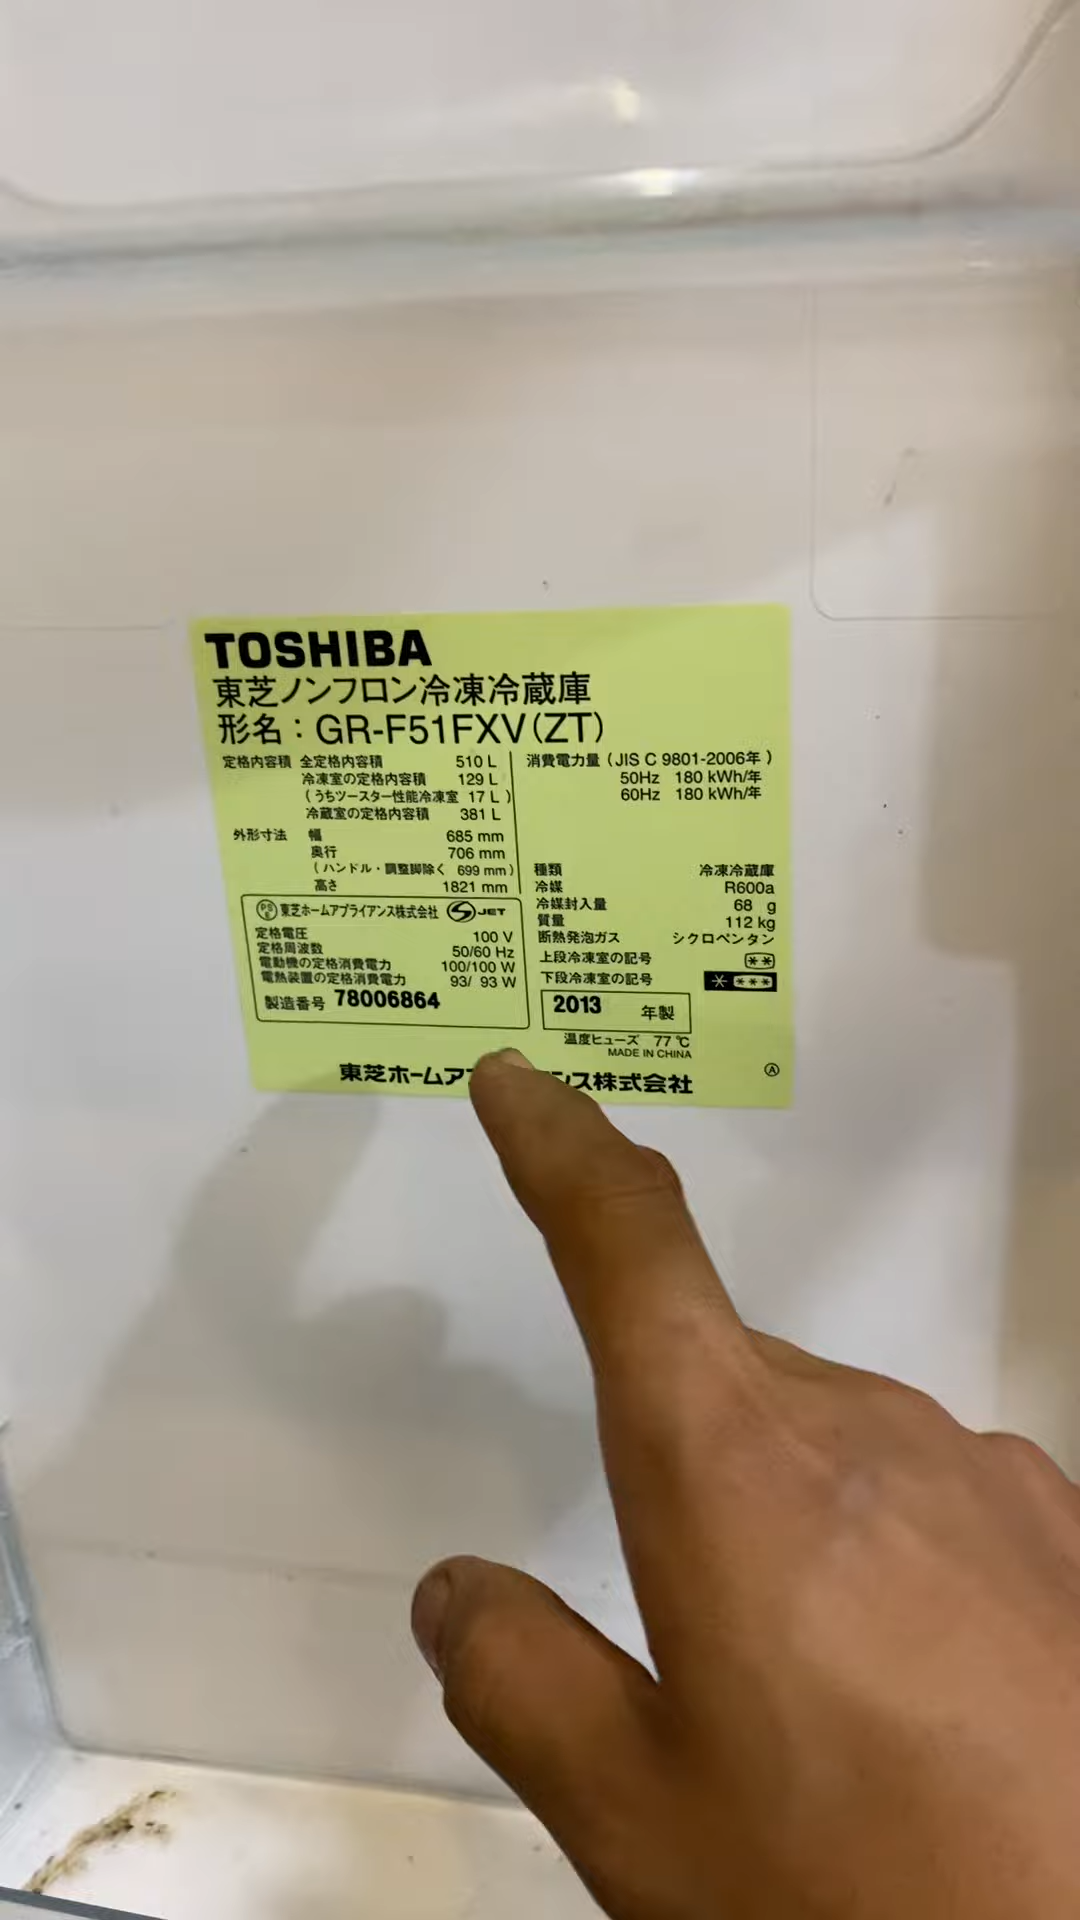 TOSHIBA
東芝ノンフロン冷凍冷蔵庫
形名：GR-F51FXV(ZT)
定格内容積 全定格内容積 510 L
冷凍室の定格内容積 129 L
(うちツースター性能冷凍室 17 L)
冷蔵室の定格内容積 381 L
外形寸法 幅 685 mm
奥行 706 mm
(ハンドル・調整脚除く 699 mm)
高さ 1821 mm
PS E 東芝ホームアプライアンス株式会社 S JET
定格電圧 100 V
定格周波数 50/60 Hz
電動機の定格消費電力 100/100 W
電熱装置の定格消費電力 93/ 93 W
製造番号 78006864
消費電力量 (JIS C 9801-2006年)
50Hz 180 kWh/年
60Hz 180 kWh/年
種類 冷凍冷蔵庫
冷媒 R600a
冷媒封入量 68 g
質量 112 kg
断熱発泡ガス シクロペンタン
上段冷凍室の記号 **
下段冷凍室の記号 * ***
2013 年製
温度ヒューズ 77℃
MADE IN CHINA
東芝ホームア ンス株式会社
Ⓐ